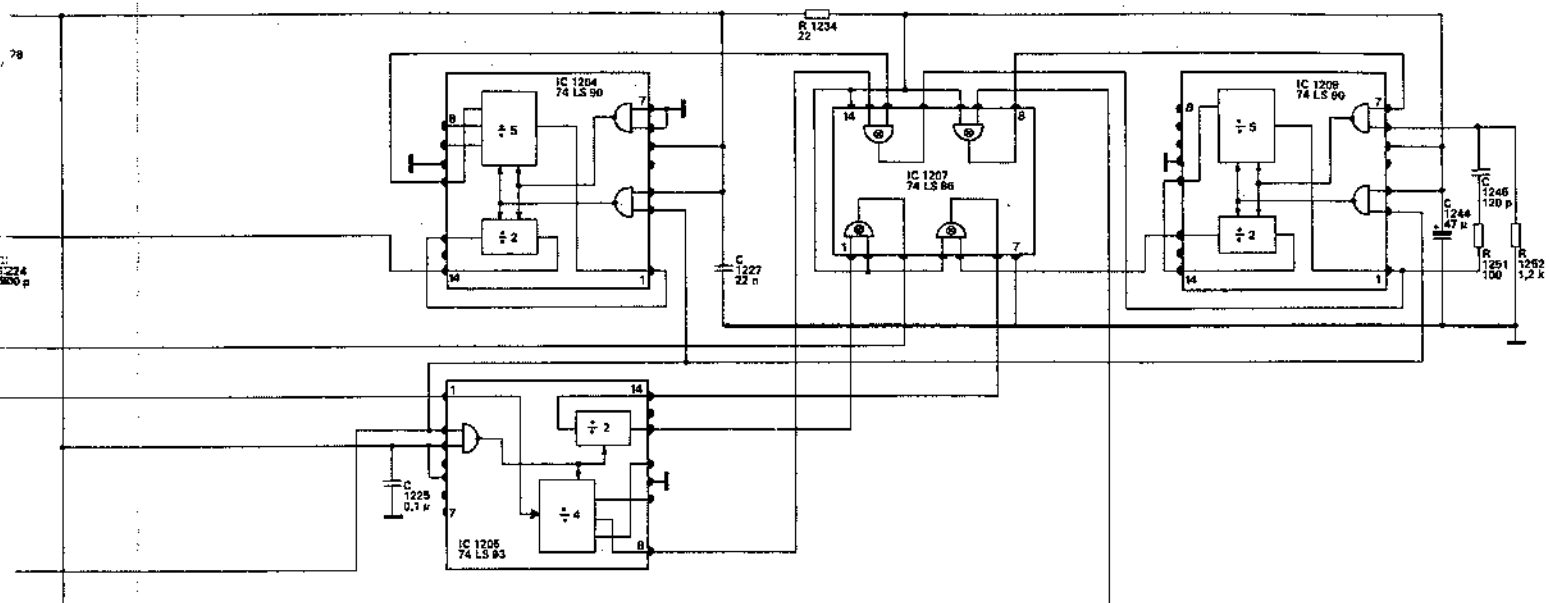 R 1234
22
78
IC 1204
74 LS 90
7
8
÷ 5
÷ 2
14
1
C
1227
22 n
14
8
IC 1207
74 LS 86
1
7
IC 1208
74 LS 90
7
8
÷ 5
÷ 2
14
1
C
1246
120 p
C
1244
47 µ
+
R
1251
100
R
1252
1,2 k
1224
1
14
÷ 2
÷ 4
C
1225
0,1 µ
7
8
IC 1205
74 LS 93